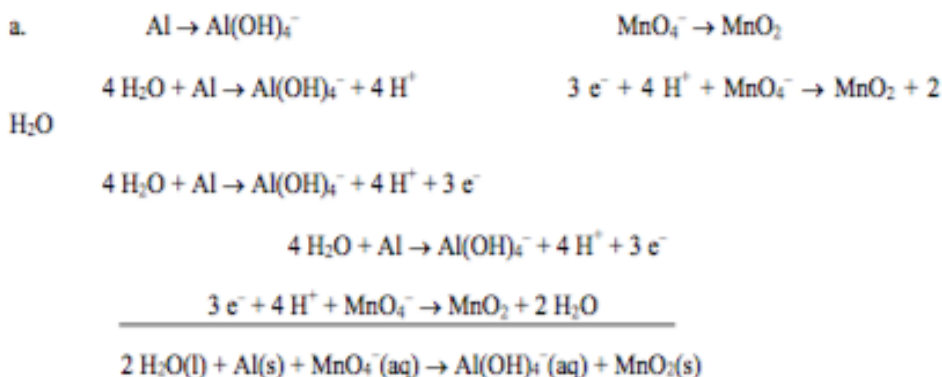 a. Al → Al(OH)₄⁻ MnO₄⁻ → MnO₂
4 H₂O + Al → Al(OH)₄⁻ + 4 H⁺ 3 e⁻ + 4 H⁺ + MnO₄⁻ → MnO₂ + 2
H₂O
4 H₂O + Al → Al(OH)₄⁻ + 4 H⁺ + 3 e⁻
4 H₂O + Al → Al(OH)₄⁻ + 4 H⁺ + 3 e⁻
3 e⁻ + 4 H⁺ + MnO₄⁻ → MnO₂ + 2 H₂O
2 H₂O(l) + Al(s) + MnO₄⁻(aq) → Al(OH)₄⁻(aq) + MnO₂(s)